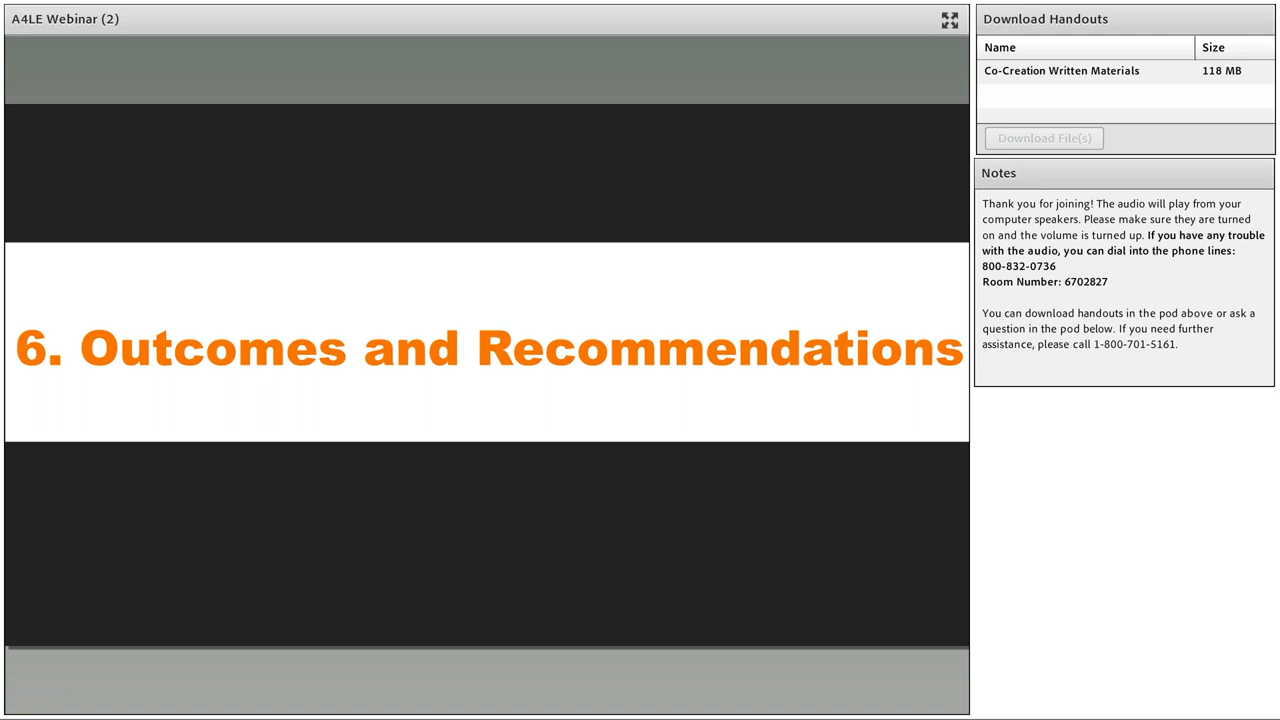 A4LE Webinar (2)
6. Outcomes and Recommendations
Download Handouts
Name Size
Co-Creation Written Materials 118 MB
Download File(s)
Notes
Thank you for joining! The audio will play from your
computer speakers. Please make sure they are turned
on and the volume is turned up. If you have any trouble
with the audio, you can dial into the phone lines:
800-832-0736
Room Number: 6702827
You can download handouts in the pod above or ask a
question in the pod below. If you need further
assistance, please call 1-800-701-5161.